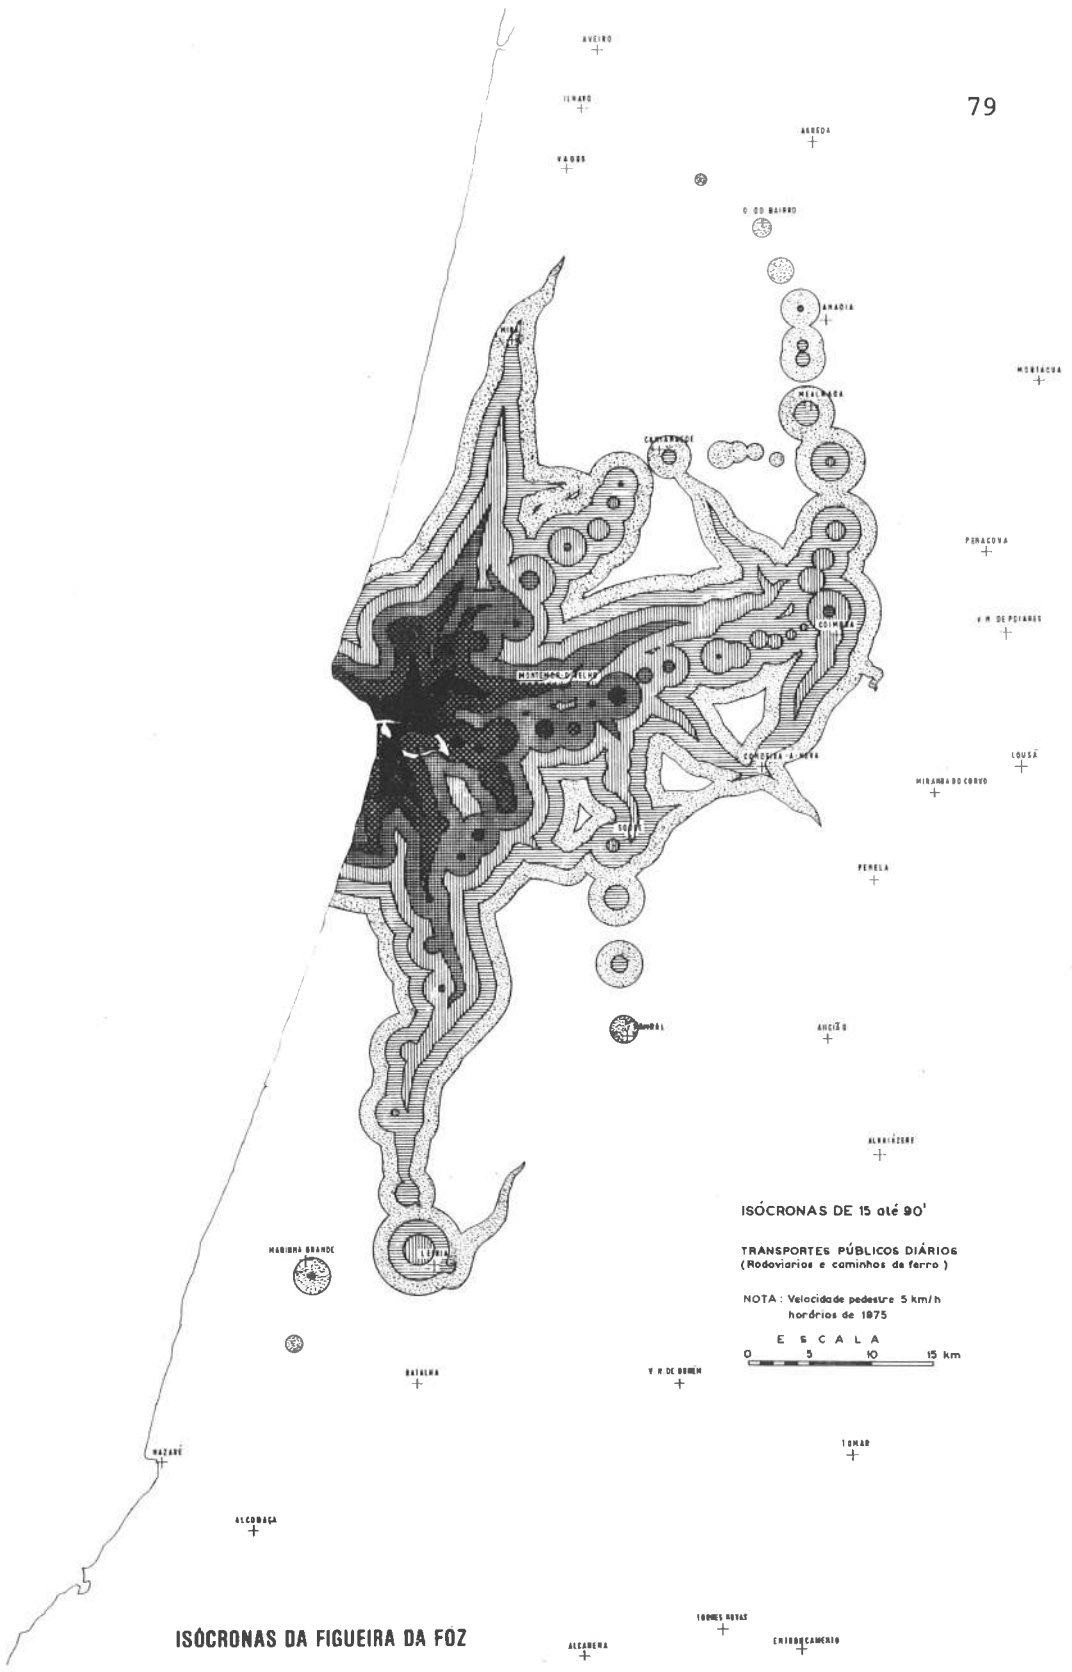 AVEIRO
ILHAVO
79
AGUEDA
VAGOS
O. DO BAIRRO
ANADIA
MIRA
MORTAGUA
MEALHADA
CANTANHEDE
PENACOVA
COIMBRA
V. N. DE POIARES
MONTEMOR-O-VELHO
CONDEIXA-A-NOVA
LOUSÃ
MIRANDA DO CORVO
SOURE
PENELA
POMBAL
ANCIÃO
ALVAIÁZERE
ISÓCRONAS DE 15 até 90'
TRANSPORTES PÚBLICOS DIÁRIOS
(Rodoviarios e caminhos de ferro )
MARINHA GRANDE
LEIRIA
NOTA : Velocidade pedestre 5 km/h
horários de 1975
E S C A L A
0 5 10 15 km
BATALHA
V. N. DE OURÉM
TOMAR
NAZARÉ
ALCOBAÇA
TORRES NOVAS
ISÓCRONAS DA FIGUEIRA DA FÓZ
ALCANENA
ENTRONCAMENTO